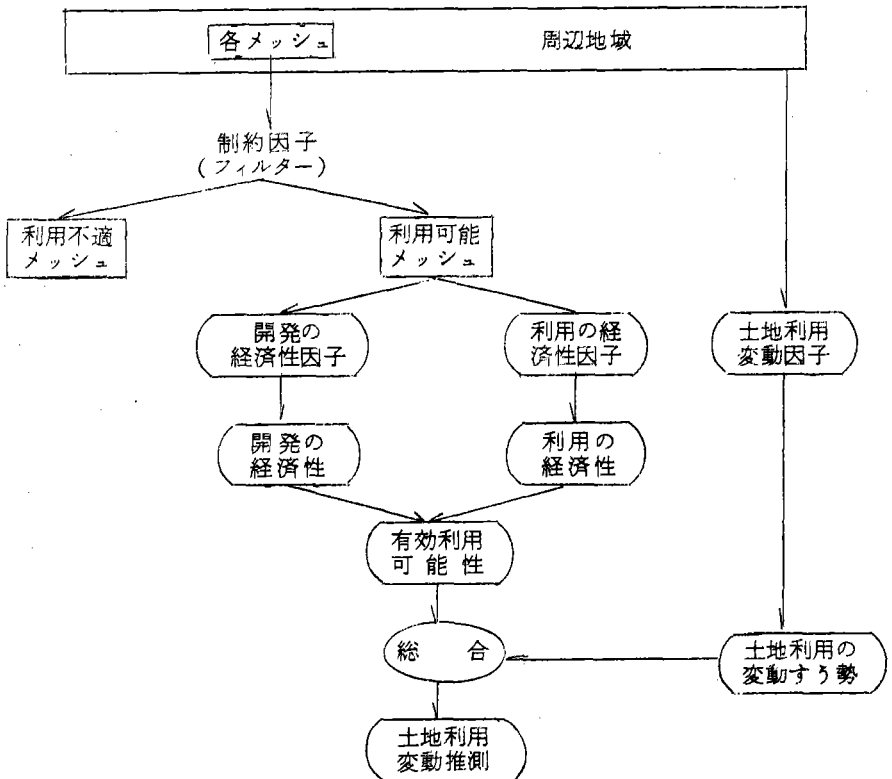 各メッシュ 周辺地域
制約因子
(フィルター)
利用不適
メッシュ
利用可能
メッシュ
開発の
経済性因子
利用の経
済性因子
土地利用
変動因子
開発の
経済性
利用の
経済性
有効利用
可能性
総合
土地利用の
変動すう勢
土地利用
変動推測